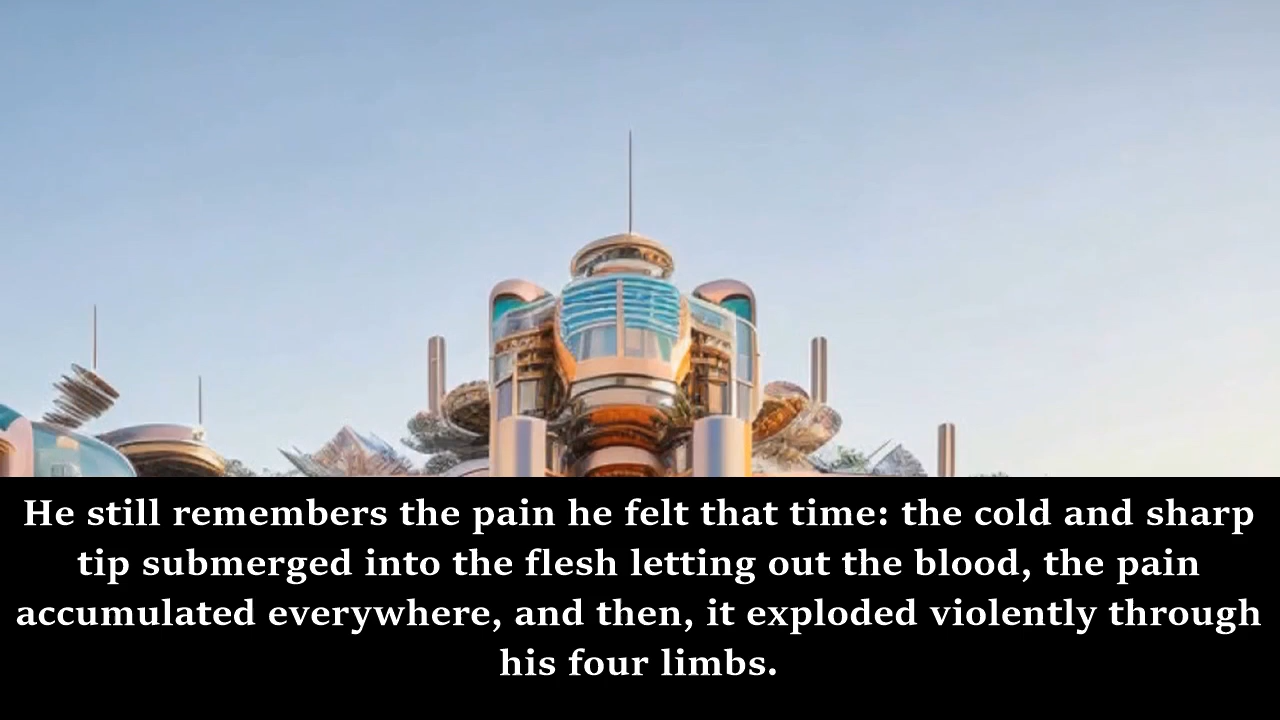 He still remembers the pain he felt that time: the cold and sharp
tip submerged into the flesh letting out the blood, the pain
accumulated everywhere, and then, it exploded violently through
his four limbs.